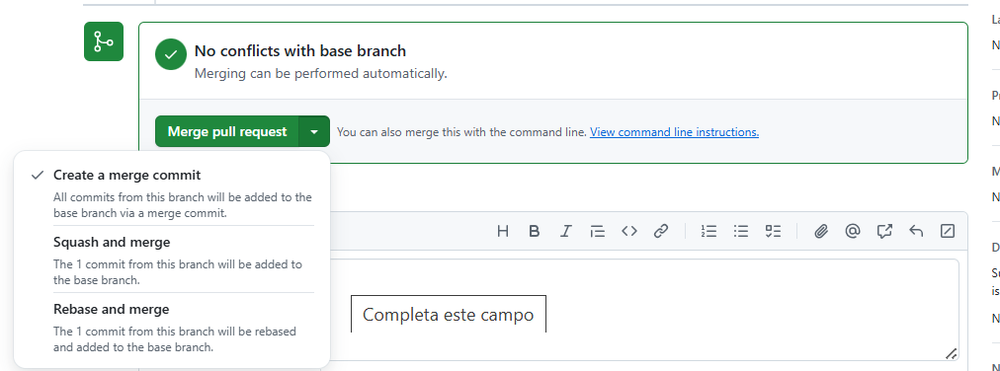 No conflicts with base branch
Merging can be performed automatically.
Merge pull request
You can also merge this with the command line. View command line instructions.
Create a merge commit
All commits from this branch will be added to the
base branch via a merge commit.
Squash and merge
The 1 commit from this branch will be added to
the base branch.
Rebase and merge
The 1 commit from this branch will be rebased
and added to the base branch.
Completa este campo